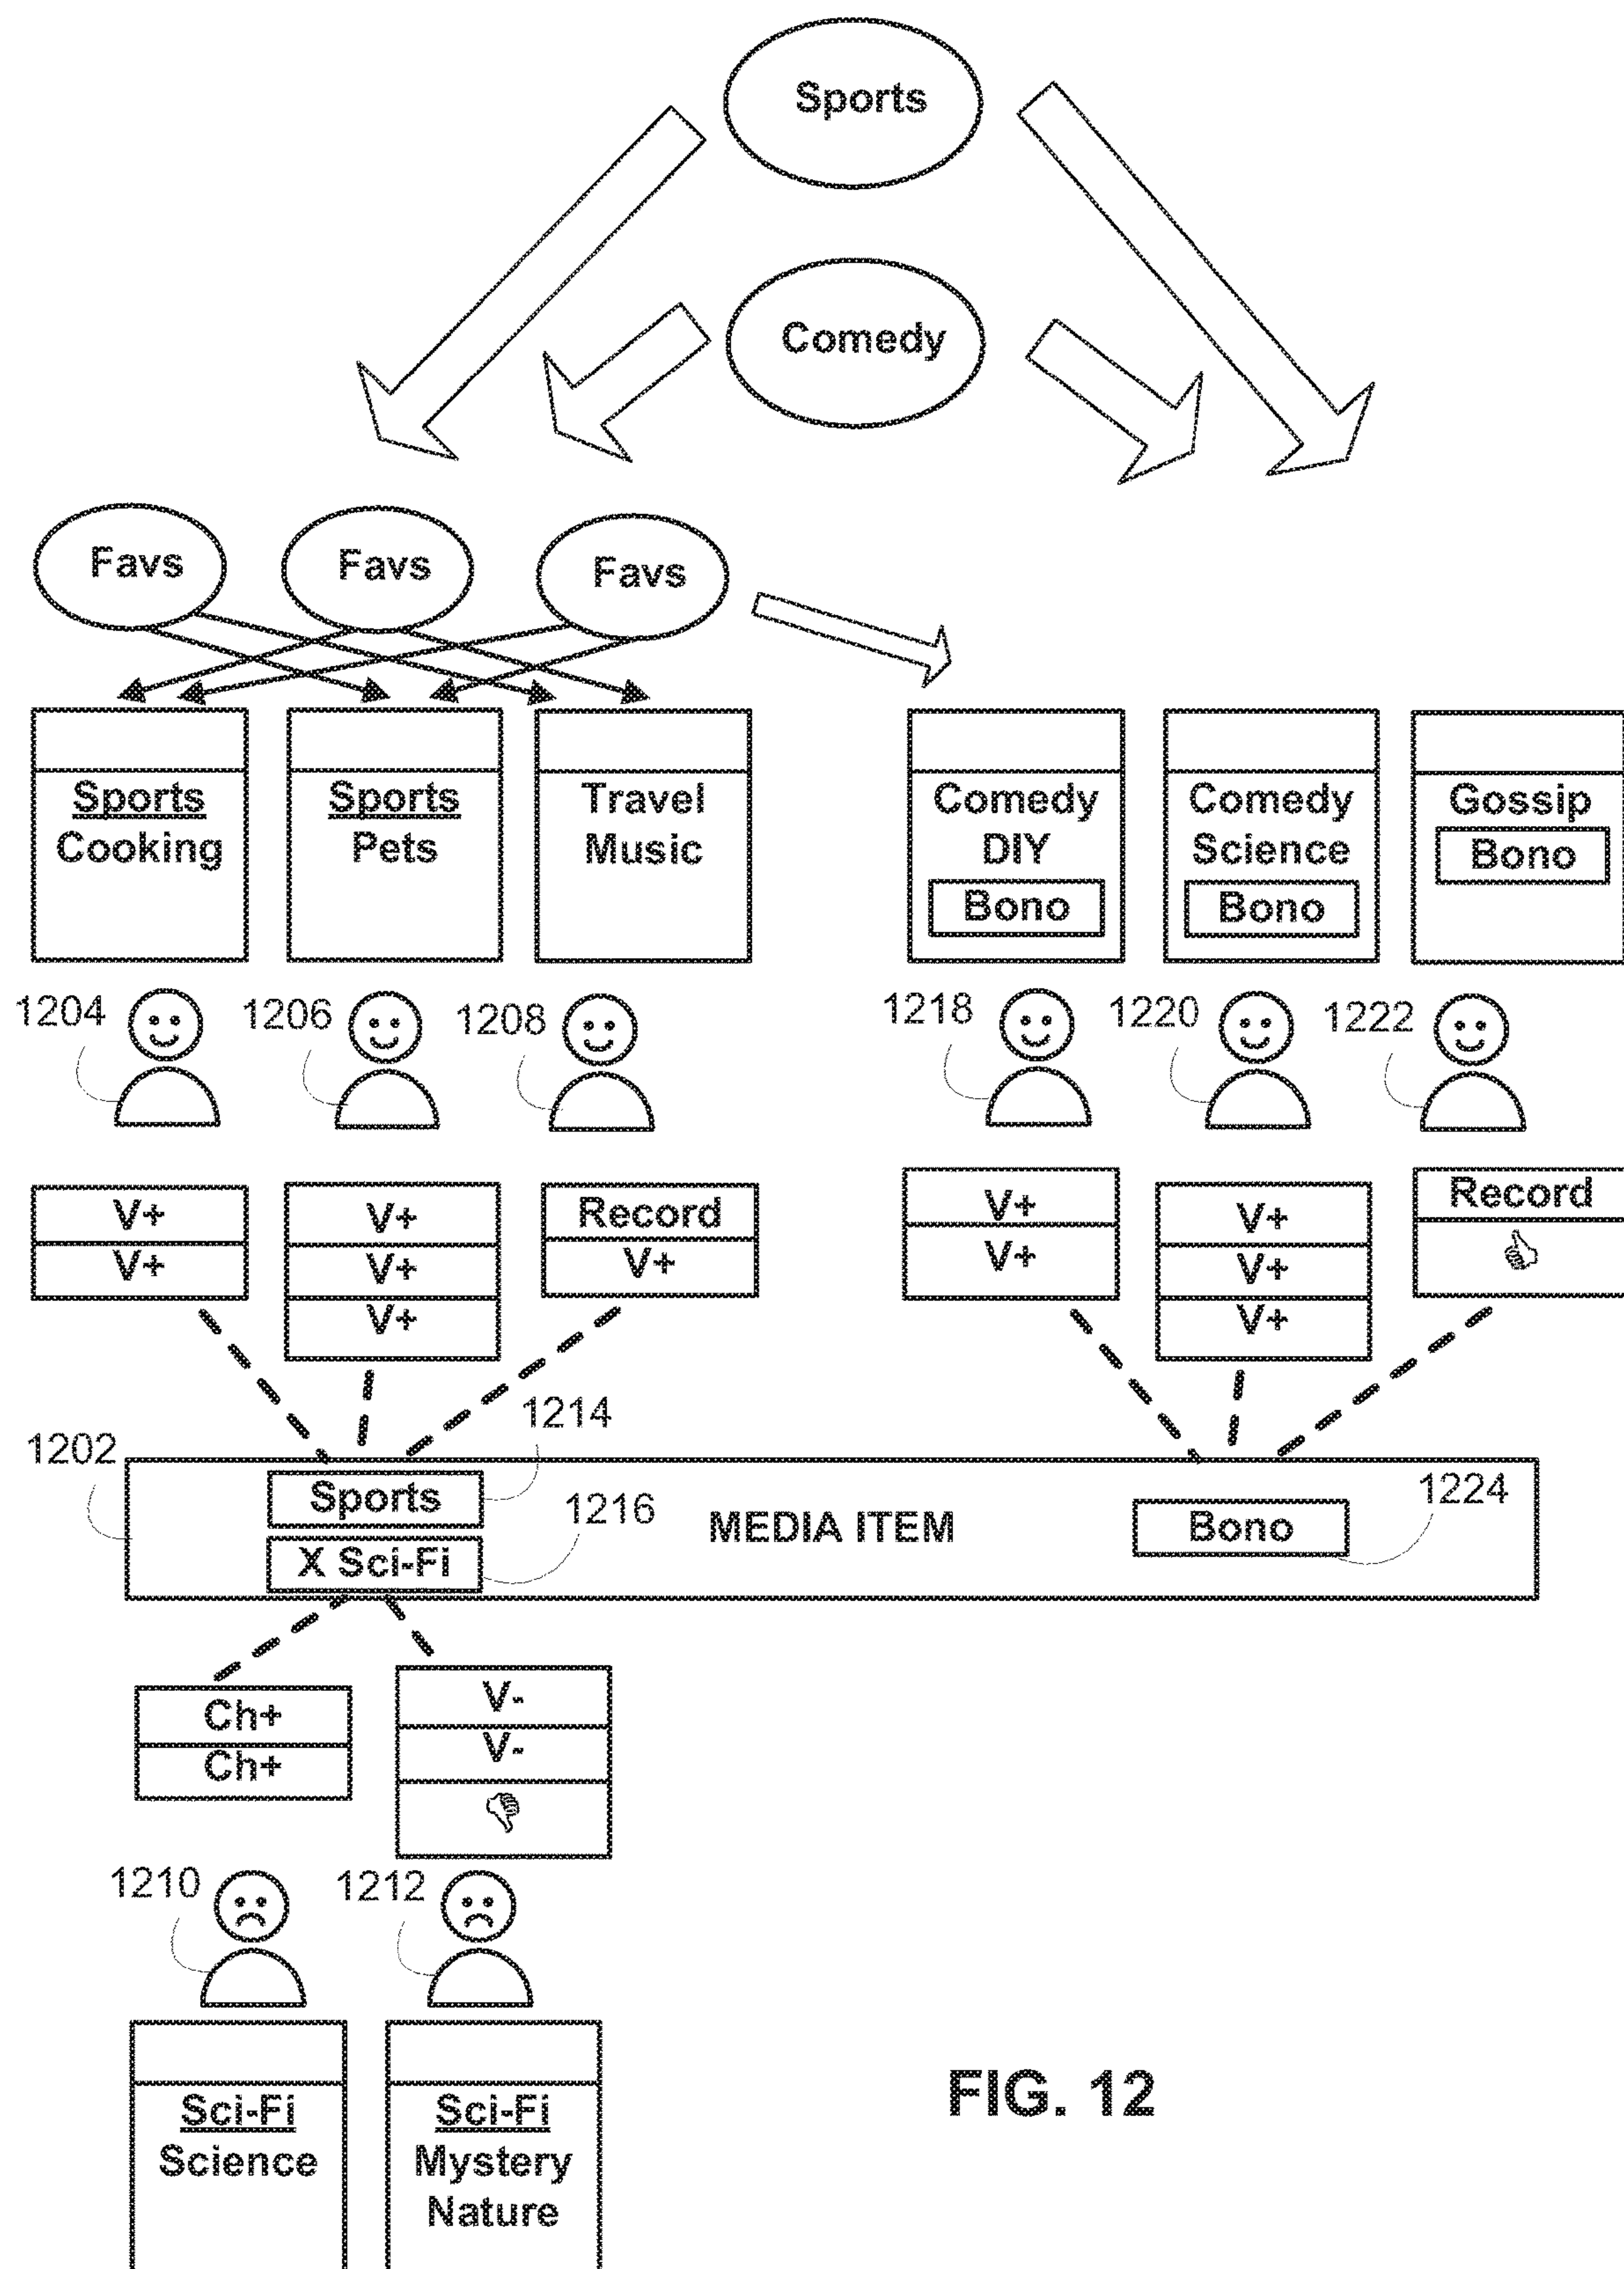 Sports
Comedy
Favs
Favs
Favs
Sports
Cooking
Sports
Pets
Travel
Music
Comedy
DIY
Bono
Comedy
Science
Bono
Gossip
Bono
1204
1206
1208
1218
1220
1222
V+
V+
V+
V+
V+
Record
V+
V+
V+
V+
V+
V+
Record
1202
1214
Sports
1216
X Sci-Fi
MEDIA ITEM
1224
Bono
Ch+
Ch+
V-
V-
1210
1212
Sci-Fi
Science
Sci-Fi
Mystery
Nature
FIG. 12